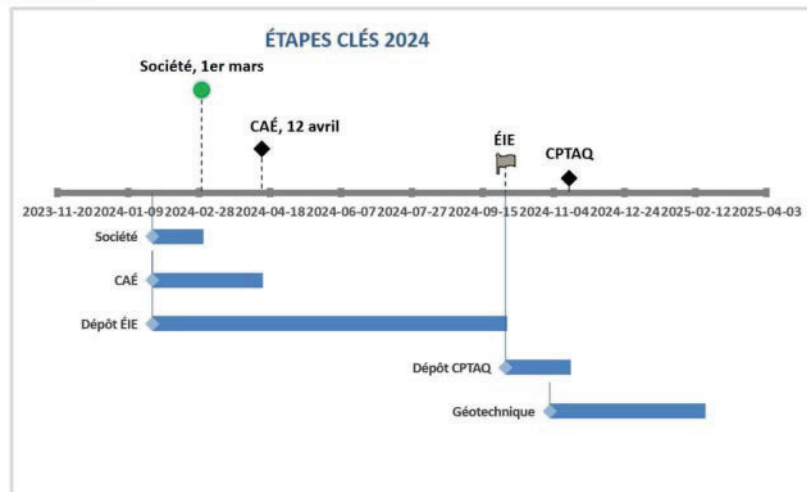 ÉTAPES CLÉS 2024
Société, 1er mars
CAÉ, 12 avril
ÉIE
CPTAQ
2023-11-20 2024-01-09 2024-02-28 2024-04-18 2024-06-07 2024-07-27 2024-09-15 2024-11-04 2024-12-24 2025-02-12 2025-04-03
Société
CAÉ
Dépôt ÉIE
Dépôt CPTAQ
Géotechnique